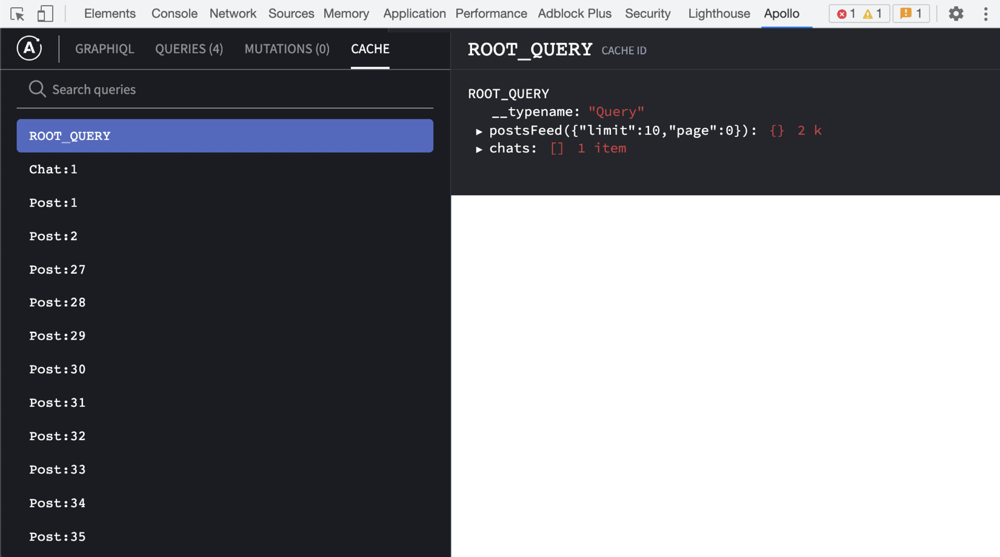 Elements Console Network Sources Memory Application Performance Adblock Plus Security Lighthouse Apollo 1 1 1
A GRAPHIQL QUERIES (4) MUTATIONS (0) CACHE
Search queries
ROOT_QUERY
Chat:1
Post:1
Post:2
Post:27
Post:28
Post:29
Post:30
Post:31
Post:32
Post:33
Post:34
Post:35
ROOT_QUERY CACHE ID
ROOT_QUERY
__typename: "Query"
▸ postsFeed({"limit":10,"page":0}): {} 2 k
▸ chats: [] 1 item